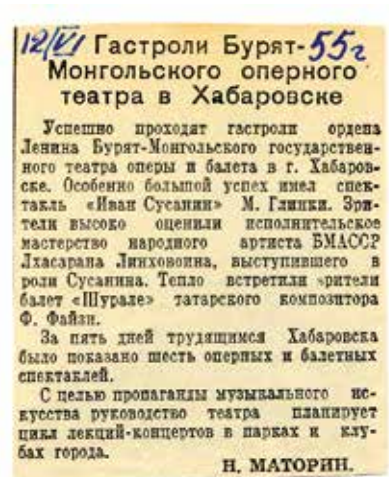 12/VI Гастроли Бурят- 55г
Монгольского оперного
театра в Хабаровске
Успешно проходят гастроли ордена
Ленина Бурят-Монгольского государствен-
ного театра оперы и балета в г. Хабаров-
ске. Особенно большой успех имел спек-
такль «Иван Сусанин» М. Глинки. Зри-
тели высоко оценили исполнительское
мастерство народного артиста БМАССР
Лхасарана Линховоина, выступившего в
роли Сусанина. Тепло встретили зрители
балет «Шурале» татарского композитора
Ф. Файзи.
За пять дней трудящимся Хабаровска
было показано шесть оперных и балетных
спектаклей.
С целью пропаганды музыкального ис-
кусства руководство театра планирует
цикл лекций-концертов в парках и клу-
бах города.
Н. МАТОРИН.